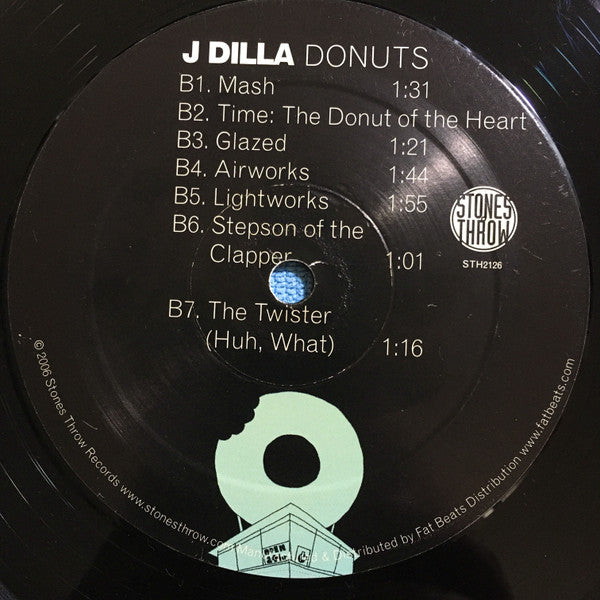 J DILLA DONUTS
B1. Mash 1:31
B2. Time: The Donut of the Heart
B3. Glazed 1:21
B4. Airworks 1:44
B5. Lightworks 1:55
B6. Stepson of the
Clapper 1:01
B7. The Twister
(Huh, What) 1:16
STONES
THROW
STH2126
© 2006 Stones Throw Records www.stonesthrow.com & Distributed by Fat Beats Distribution www.fatbeats.com
OPEN